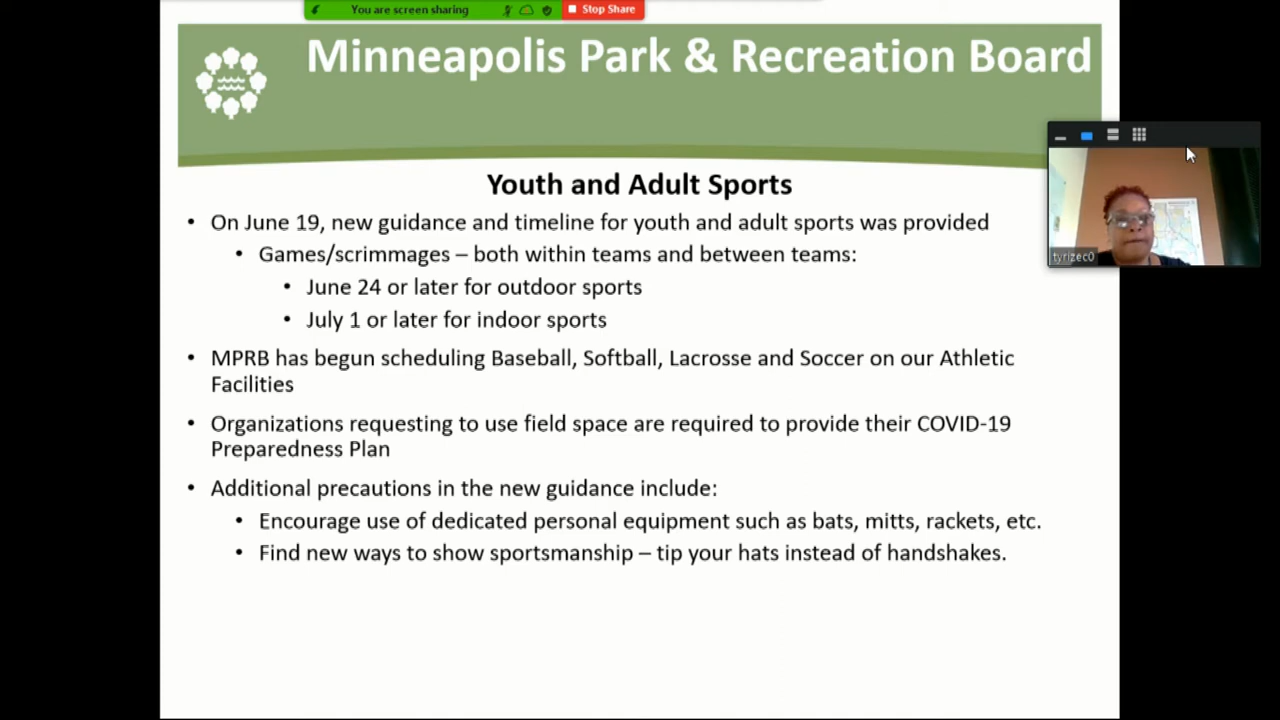 You are screen sharing
Stop Share
Minneapolis Park & Recreation Board
Youth and Adult Sports
• On June 19, new guidance and timeline for youth and adult sports was provided
• Games/scrimmages – both within teams and between teams:
• June 24 or later for outdoor sports
• July 1 or later for indoor sports
• MPRB has begun scheduling Baseball, Softball, Lacrosse and Soccer on our Athletic
Facilities
• Organizations requesting to use field space are required to provide their COVID-19
Preparedness Plan
• Additional precautions in the new guidance include:
• Encourage use of dedicated personal equipment such as bats, mitts, rackets, etc.
• Find new ways to show sportsmanship – tip your hats instead of handshakes.
tyrizec0